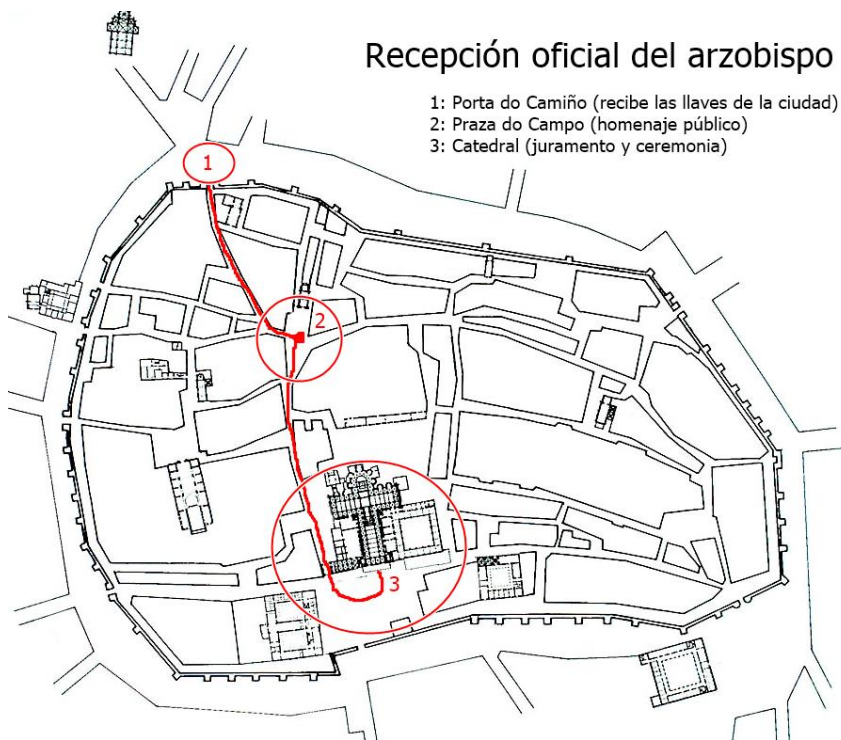 Recepción oficial del arzobispo
1: Porta do Camiño (recibe las llaves de la ciudad)
2: Praza do Campo (homenaje público)
3: Catedral (juramento y ceremonia)
1
2
3